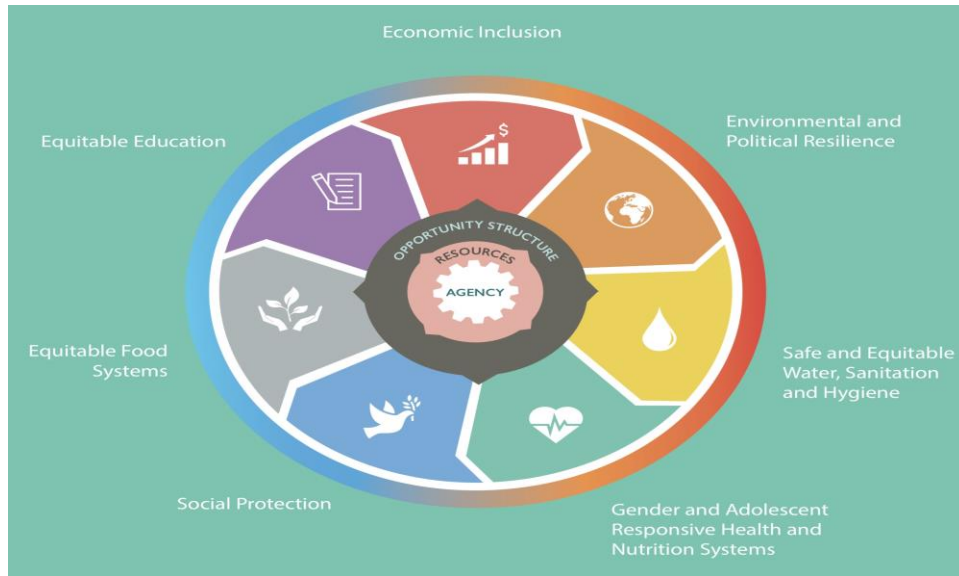 Economic Inclusion
Equitable Education
Environmental and
Political Resilience
$
OPPORTUNITY STRUCTURE
RESOURCES
AGENCY
Equitable Food
Systems
Safe and Equitable
Water, Sanitation
and Hygiene
Social Protection
Gender and Adolescent
Responsive Health and
Nutrition Systems